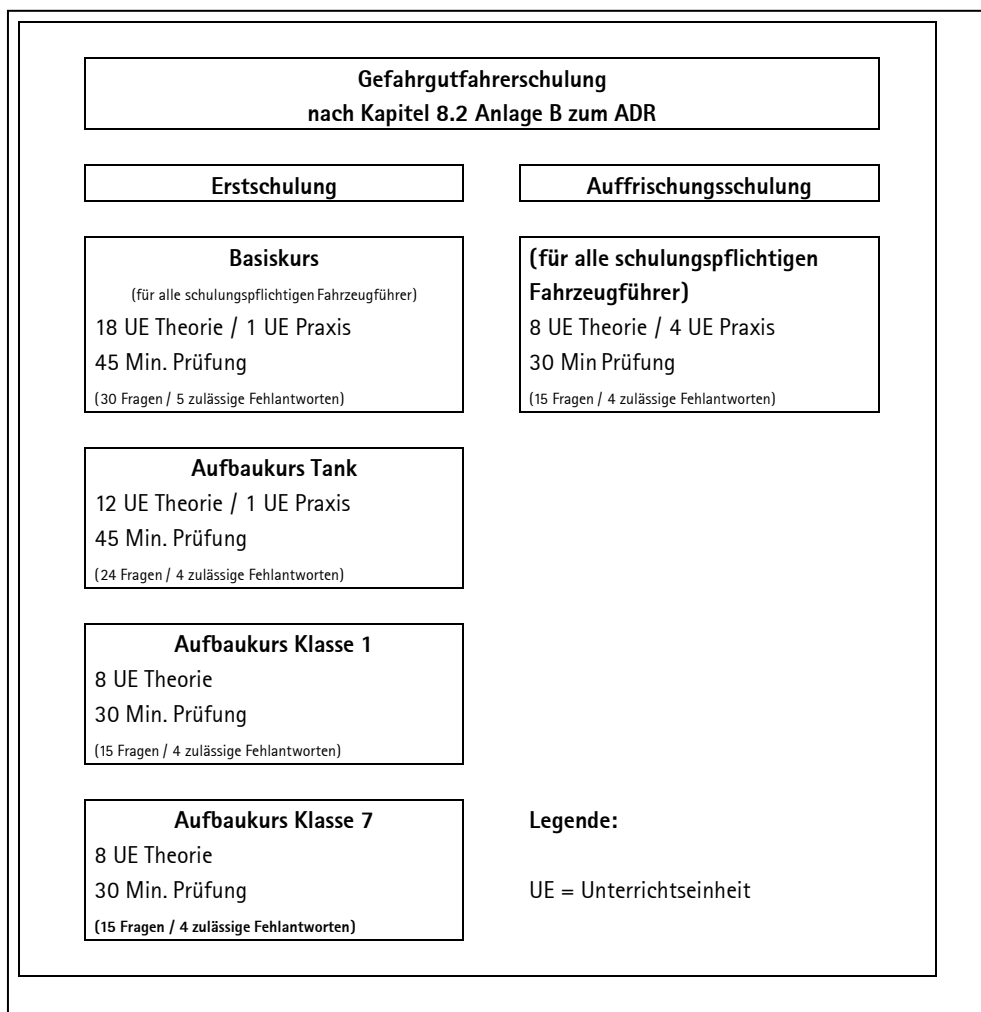 Gefahrgutfahrerschulung
nach Kapitel 8.2 Anlage B zum ADR
Erstschulung
Auffrischungsschulung
Basiskurs
(für alle schulungspflichtigen Fahrzeugführer)
18 UE Theorie / 1 UE Praxis
45 Min. Prüfung
(30 Fragen / 5 zulässige Fehlantworten)
(für alle schulungspflichtigen
Fahrzeugführer)
8 UE Theorie / 4 UE Praxis
30 Min Prüfung
(15 Fragen / 4 zulässige Fehlantworten)
Aufbaukurs Tank
12 UE Theorie / 1 UE Praxis
45 Min. Prüfung
(24 Fragen / 4 zulässige Fehlantworten)
Aufbaukurs Klasse 1
8 UE Theorie
30 Min. Prüfung
(15 Fragen / 4 zulässige Fehlantworten)
Aufbaukurs Klasse 7
8 UE Theorie
30 Min. Prüfung
(15 Fragen / 4 zulässige Fehlantworten)
Legende:
UE = Unterrichtseinheit